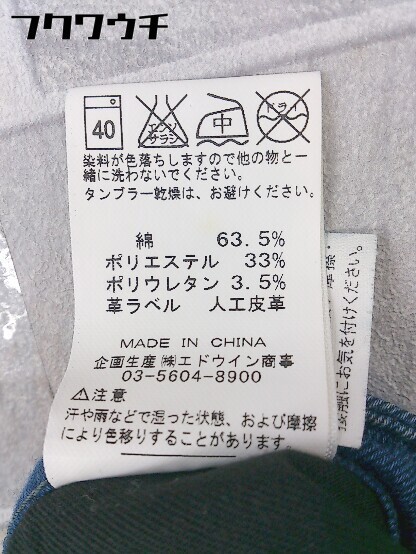 フクワウチ
40
エンソ
サラシ
中
ドライ
染料が色落ちしますので他の物と一
緒に洗わないでください。
タンブラー乾燥は、お避けください。
綿 63.5%
ポリエステル 33%
ポリウレタン 3.5%
革ラベル 人工皮革
MADE IN CHINA
企画生産㈱エドウイン商事
03-5604-8900
⚠注意
汗や雨などで湿った状態、および摩擦
により色移りすることがあります。
摩擦・
にお気を付けください。